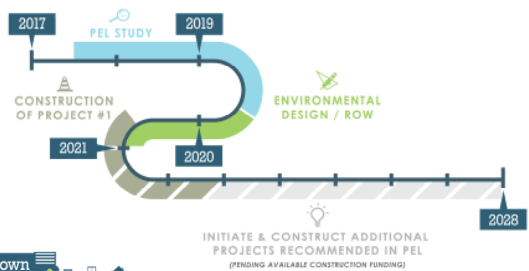 2017
PEL STUDY
2019
CONSTRUCTION
OF PROJECT #1
ENVIRONMENTAL
DESIGN / ROW
2021
2020
2028
INITIATE & CONSTRUCT ADDITIONAL
PROJECTS RECOMMENDED IN PEL
(PENDING AVAILABLE CONSTRUCTION FUNDING)
own